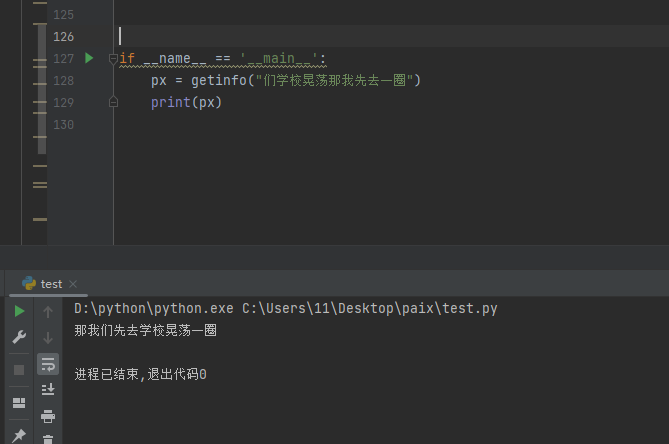 125
126
127 if __name__ == '__main__':
128 px = getinfo("们学校晃荡那我先去一圈")
129 print(px)
130
test
D:\python\python.exe C:\Users\11\Desktop\paix\test.py
那我们先去学校晃荡一圈
进程已结束,退出代码0